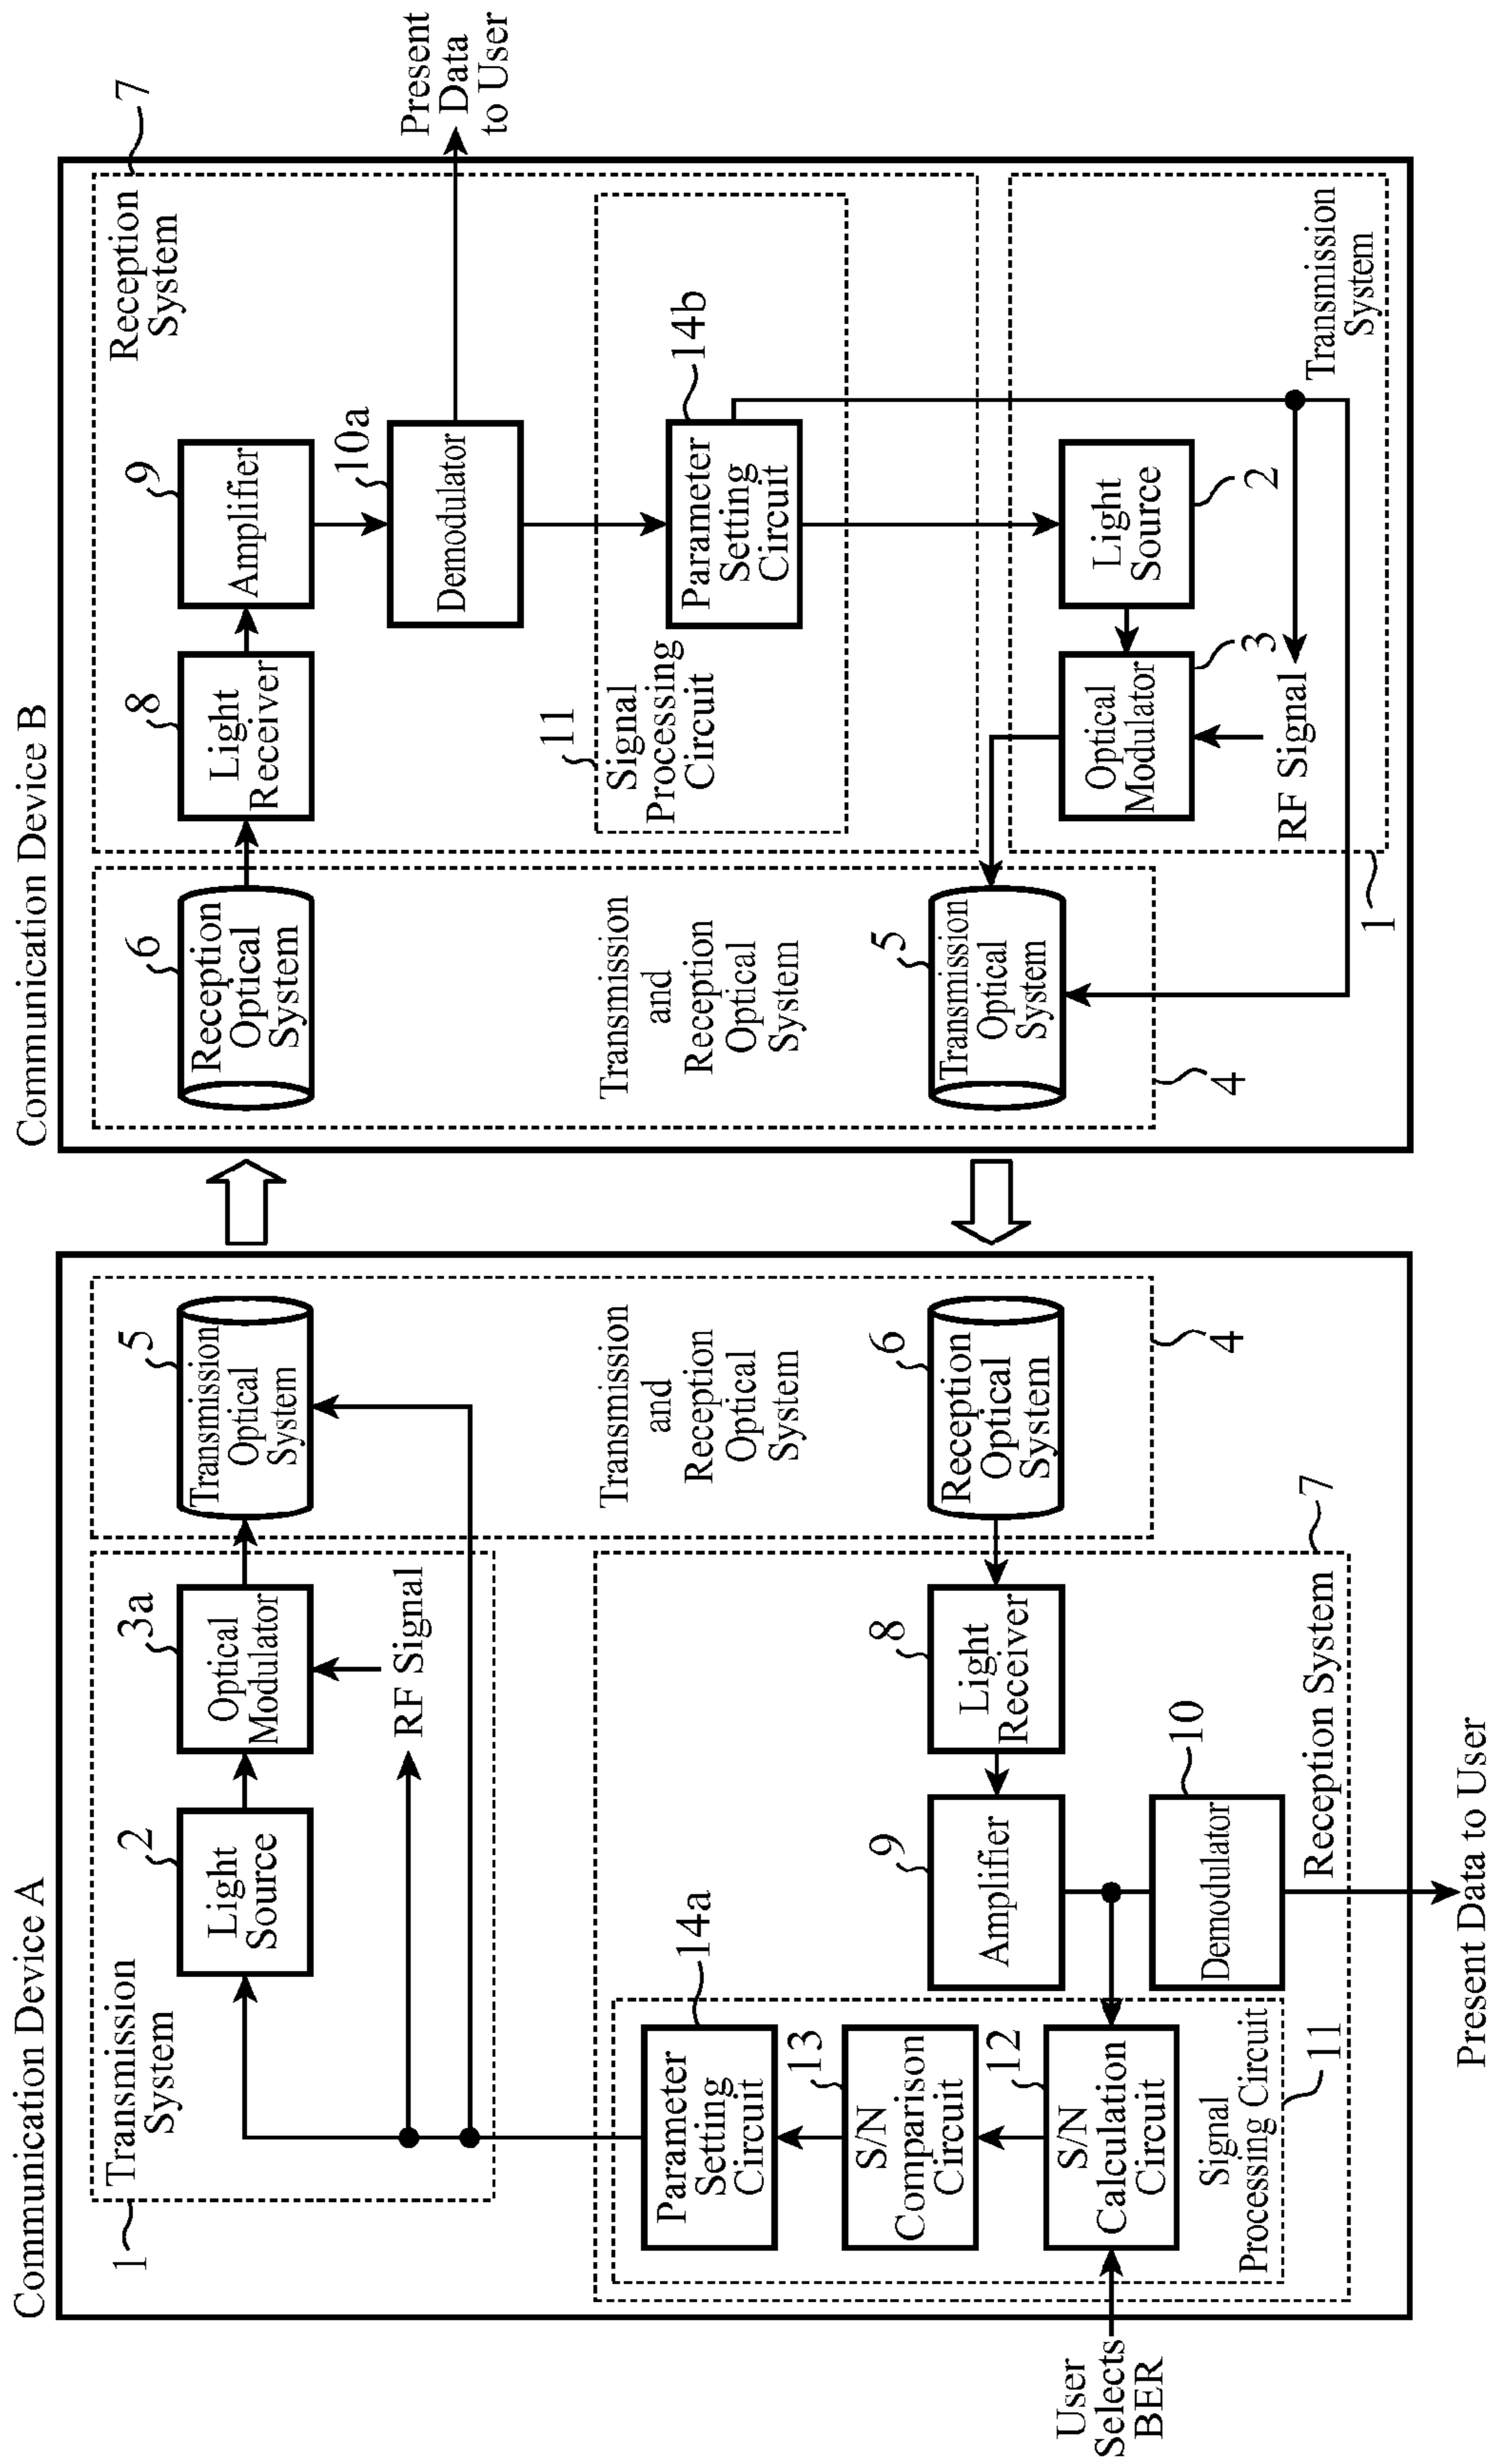 Communication Device A
1
Transmission
System
2
Light
Source
3a
Optical
Modulator
RF Signal
5
Transmission
Optical
System
Transmission
and
Reception
Optical
System
6
Reception
Optical
System
4
7
Reception System
8
Light
Receiver
9
Amplifier
10
Demodulator
14a
Parameter
Setting
Circuit
13
S/N
Comparison
Circuit
12
S/N
Calculation
Circuit
Signal
Processing Circuit
11
User
Selects
BER
Present Data to User
Communication Device B
6
Reception
Optical
System
Transmission
and
Reception
Optical
System
5
Transmission
Optical
System
4
8
Light
Receiver
9
Amplifier
Reception
System
7
10a
Demodulator
Present
Data
to User
11
Signal
Processing
Circuit
14b
Parameter
Setting
Circuit
Optical
Modulator
3
Light
Source
2
RF Signal
Transmission
System
1